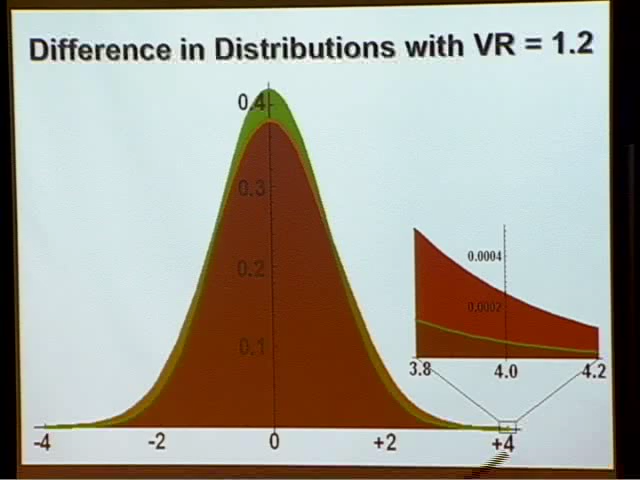 Difference in Distributions with VR = 1.2
0.4
0.3
0.2
0.1
-4 -2 0 +2 +4
0.0004
0.0002
3.8 4.0 4.2